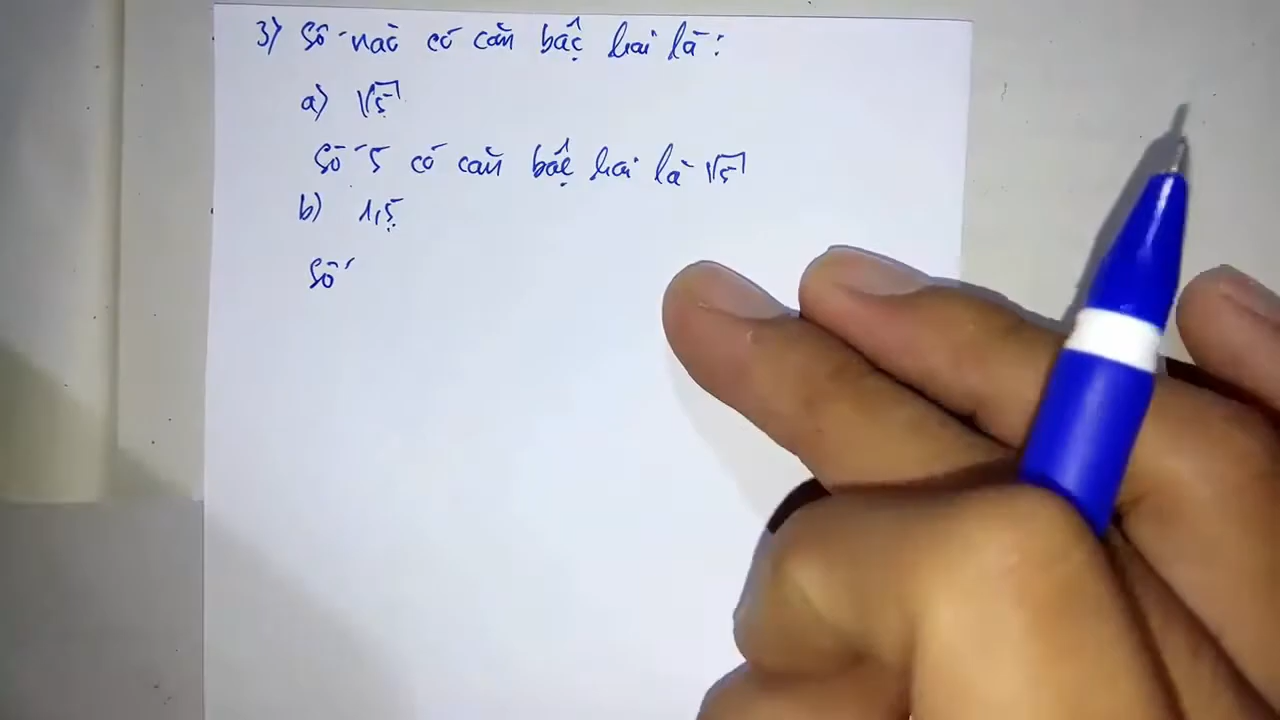 3) Số nào có căn bậc hai là:
a) √5
Số 5 có căn bậc hai là √5
b) 1,5
Số